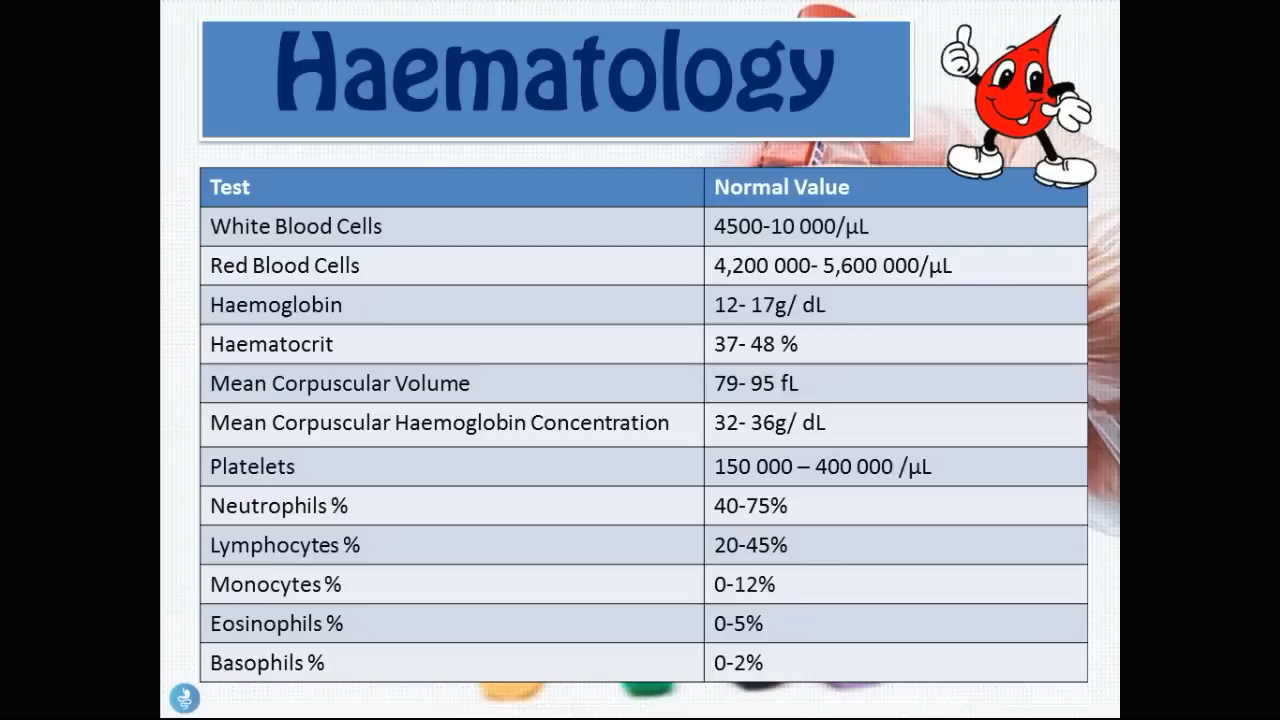 Haematology
Test Normal Value
White Blood Cells 4500-10 000/µL
Red Blood Cells 4,200 000- 5,600 000/µL
Haemoglobin 12- 17g/ dL
Haematocrit 37- 48 %
Mean Corpuscular Volume 79- 95 fL
Mean Corpuscular Haemoglobin Concentration 32- 36g/ dL
Platelets 150 000 – 400 000 /µL
Neutrophils % 40-75%
Lymphocytes % 20-45%
Monocytes % 0-12%
Eosinophils % 0-5%
Basophils % 0-2%